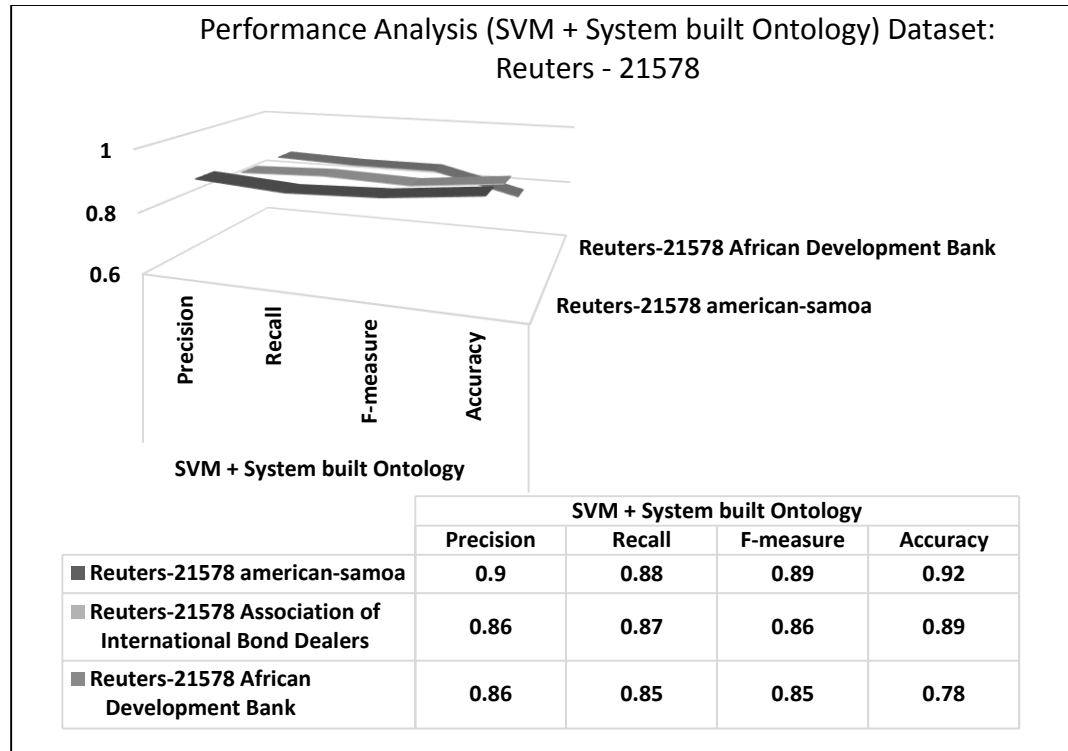 Performance Analysis (SVM + System built Ontology) Dataset:
Reuters - 21578
1
0.8
0.6
Reuters-21578 African Development Bank
Reuters-21578 american-samoa
Precision
Recall
F-measure
Accuracy
SVM + System built Ontology
SVM + System built Ontology
Precision Recall F-measure Accuracy
Reuters-21578 american-samoa 0.9 0.88 0.89 0.92
Reuters-21578 Association of
International Bond Dealers 0.86 0.87 0.86 0.89
Reuters-21578 African
Development Bank 0.86 0.85 0.85 0.78